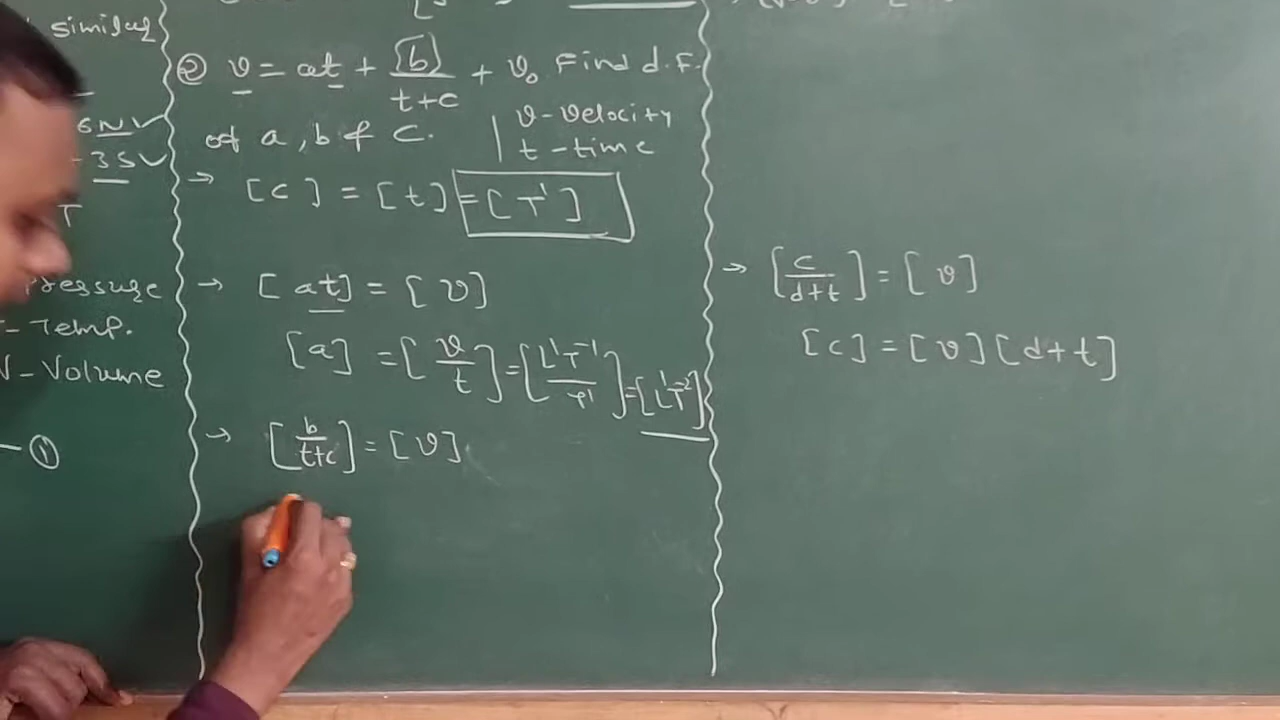 similar
6NV
-3SV
T
Pressure
T-Temp.
V-Volume
— ①
② v = at + [b]/t+c + v₀ Find d.F.
of a, b & c. | v-velocity
| t-time
→ [c] = [t] = [T¹]
→ [at] = [v]
[a] = [v/t] = [L¹T⁻¹/T¹] = [L¹T⁻²]
→ [b/t+c] = [v]
→ [c/d+t] = [v]
[c] = [v][d+t]